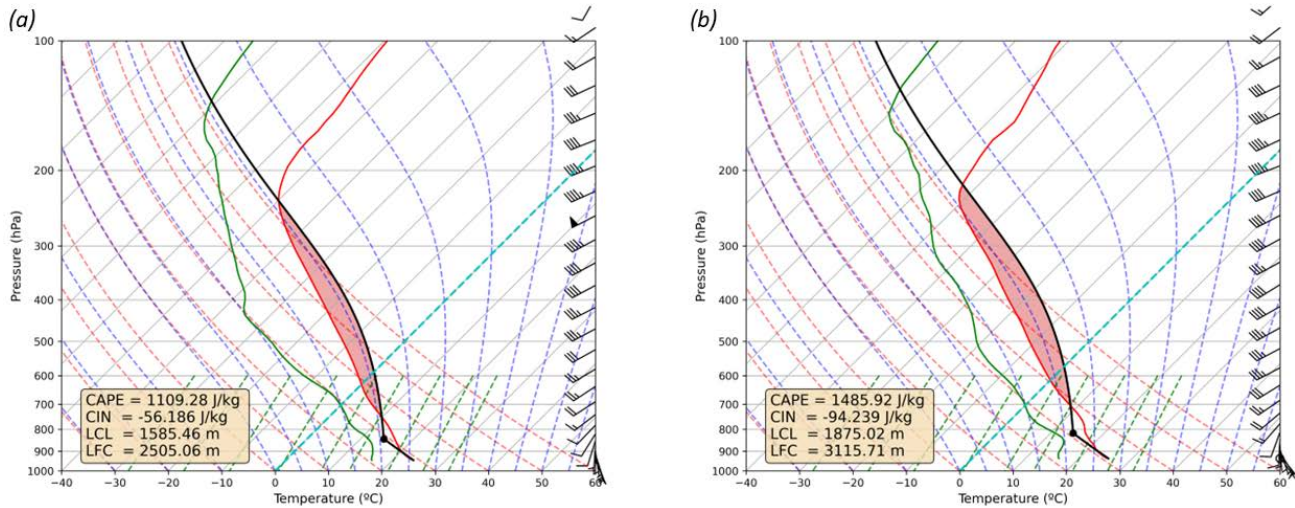 (a)
100
200
300
400
500
600
700
800
900
1000
Pressure (hPa)
CAPE = 1109.28 J/kg
CIN = -56.186 J/kg
LCL = 1585.46 m
LFC = 2505.06 m
−40 −30 −20 −10 0 10 20 30 40 50 60
Temperature (ºC)
(b)
100
200
300
400
500
600
700
800
900
1000
Pressure (hPa)
CAPE = 1485.92 J/kg
CIN = -94.239 J/kg
LCL = 1875.02 m
LFC = 3115.71 m
−40 −30 −20 −10 0 10 20 30 40 50 60
Temperature (ºC)